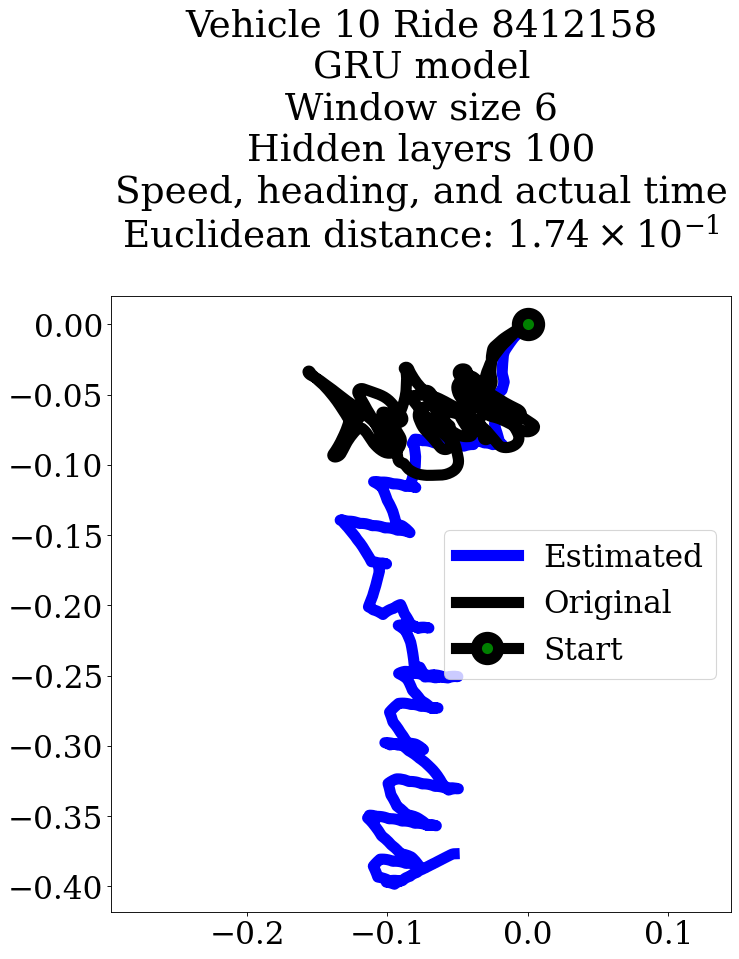 Vehicle 10 Ride 8412158
GRU model
Window size 6
Hidden layers 100
Speed, heading, and actual time
Euclidean distance: 1.74 × 10⁻¹
0.00
−0.05
−0.10
−0.15
−0.20
−0.25
−0.30
−0.35
−0.40
Estimated
Original
Start
−0.2 −0.1 0.0 0.1